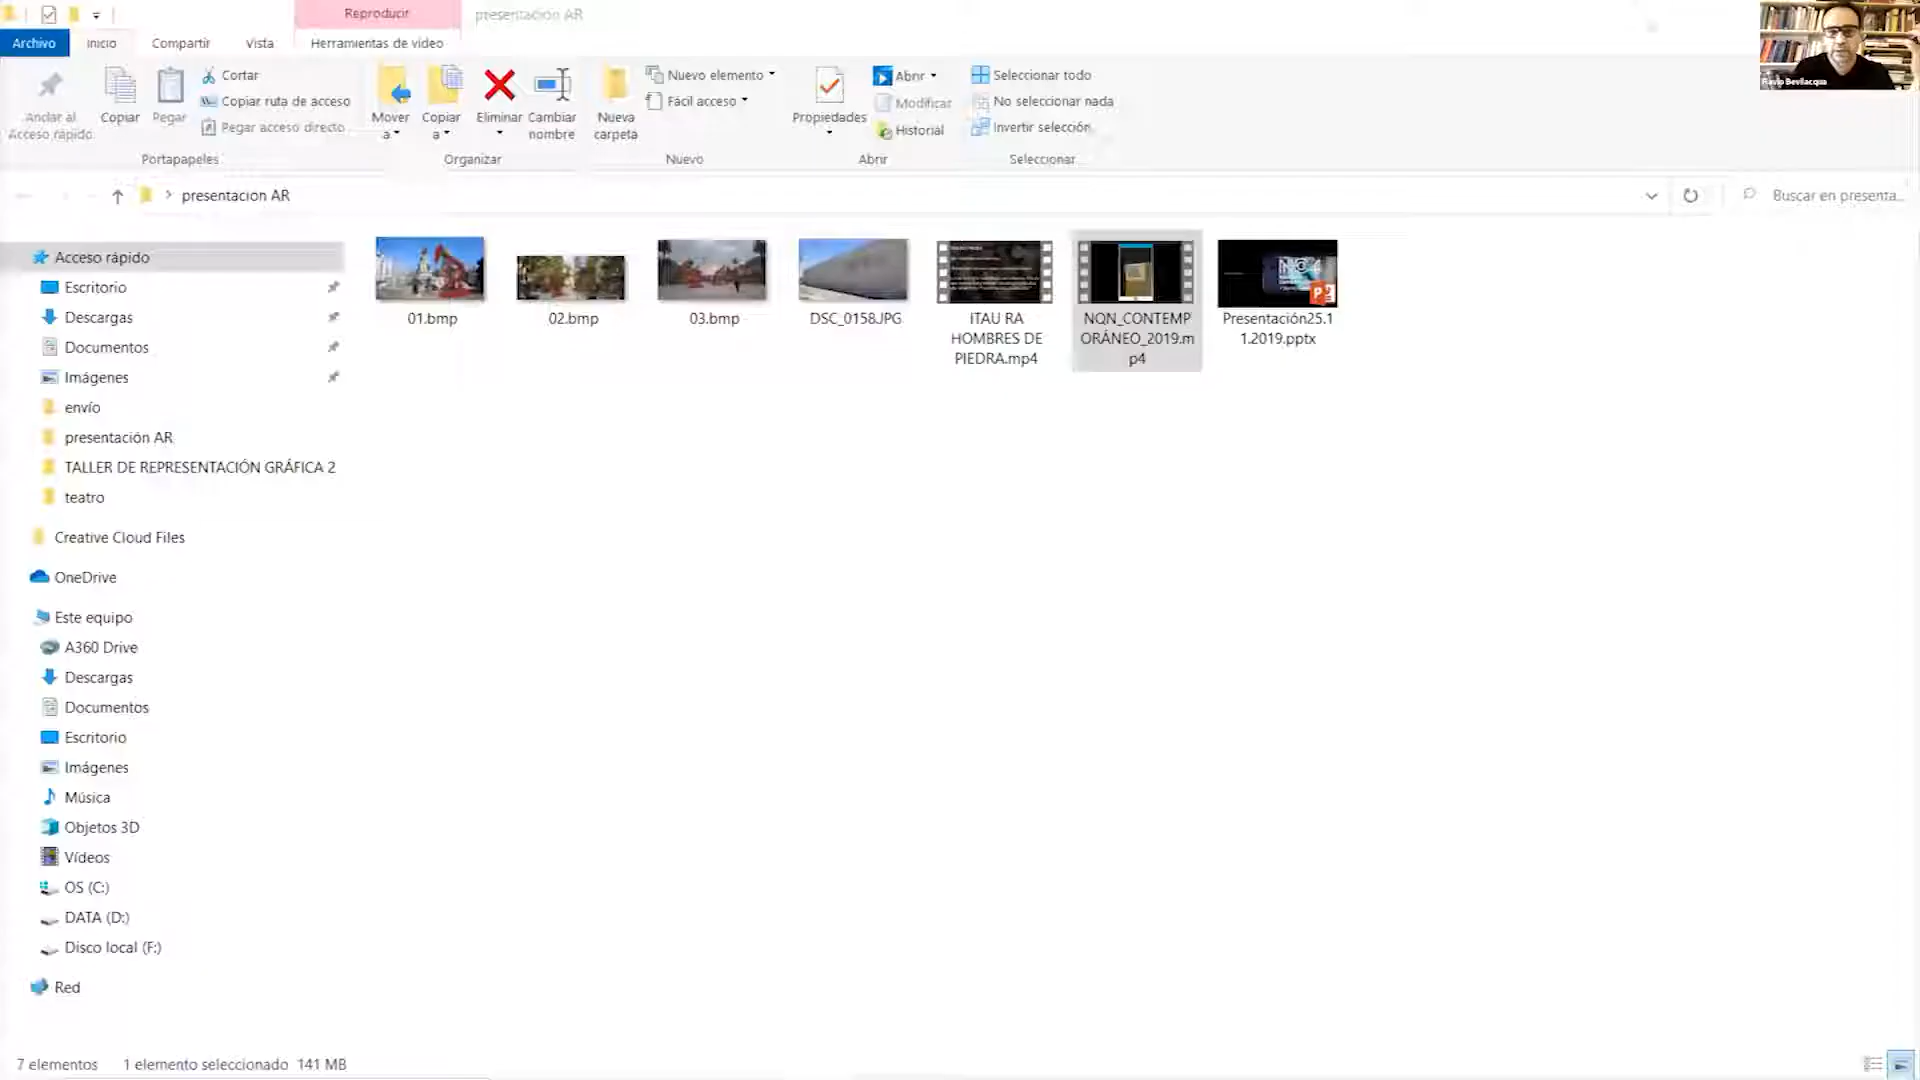 Reproducir
presentación AR
Archivo
Inicio
Compartir
Vista
Herramientas de vídeo
Anclar al
Acceso rápido
Copiar
Pegar
Cortar
Copiar ruta de acceso
Pegar acceso directo
Mover
a
Copiar
a
Eliminar
Cambiar
nombre
Nueva
carpeta
Nuevo elemento
Fácil acceso
Propiedades
Abrir
Modificar
Historial
Seleccionar todo
No seleccionar nada
Invertir selección
Portapapeles
Organizar
Nuevo
Abrir
Seleccionar
Flavio Bevilacqua
presentación AR
Buscar en presenta...
Acceso rápido
Escritorio
Descargas
Documentos
Imágenes
envío
presentación AR
TALLER DE REPRESENTACIÓN GRÁFICA 2
teatro
Creative Cloud Files
OneDrive
Este equipo
A360 Drive
Descargas
Documentos
Escritorio
Imágenes
Música
Objetos 3D
Vídeos
OS (C:)
DATA (D:)
Disco local (F:)
Red
01.bmp
02.bmp
03.bmp
DSC_0158.JPG
ITAU RA
HOMBRES DE
PIEDRA.mp4
NQN_CONTEMP
ORÁNEO_2019.m
p4
Presentación25.1
1.2019.pptx
7 elementos
1 elemento seleccionado 141 MB